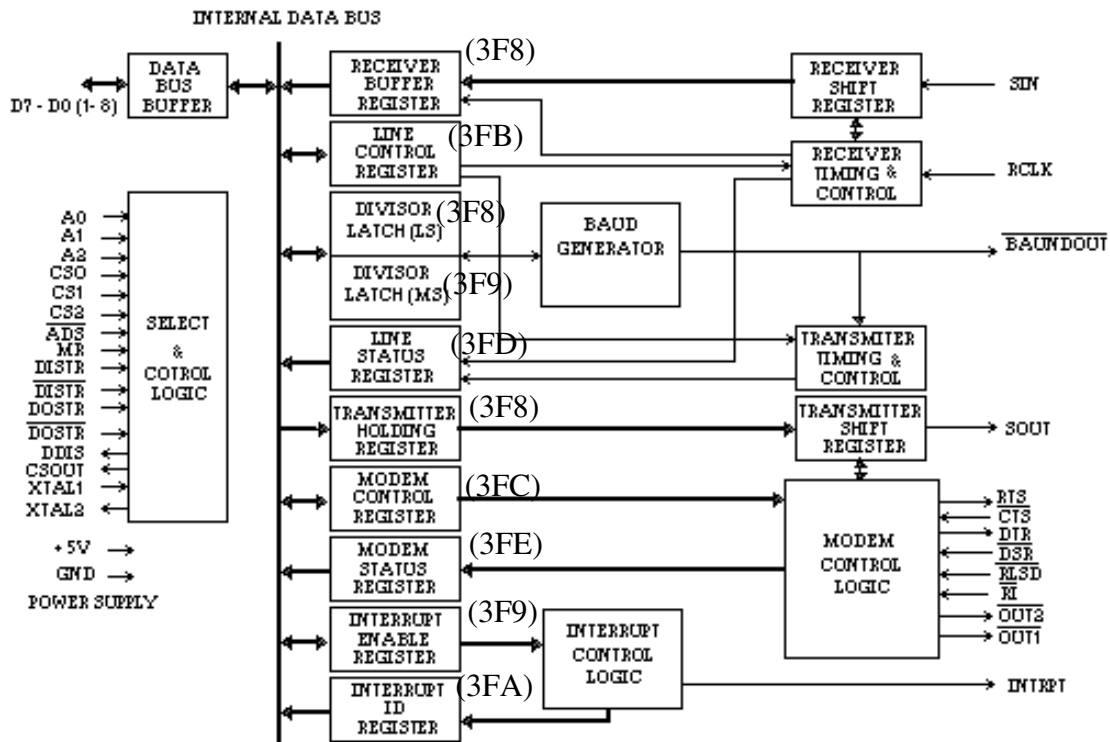 INTERNAL DATA BUS
DATA
BUS
BUFFER
D7 - D0 (1- 8)
RECEIVER
BUFFER
REGISTER
(3F8)
RECEIVER
SHIFT
REGISTER
SIN
LINE
CONTROL
REGISTER
(3FB)
RECEIVER
TIMING &
CONTROL
RCLK
DIVISOR
LATCH (LS)
(3F8)
DIVISOR
LATCH (MS)
(3F9)
BAUD
GENERATOR
BAUNDOUT
A0
A1
A2
CS0
CS1
CS2
ADS
MR
DISTR
DISTR
DOSTR
DOSTR
DDIS
CSOUT
XTAL1
XTAL2
SELECT
&
COTROL
LOGIC
+5V
GND
POWER SUPPLY
LINE
STATUS
REGISTER
(3FD)
TRANSMITER
TIMING &
CONTROL
TRANSMITTER
HOLDING
REGISTER
(3F8)
TRANSMITTER
SHIFT
REGISTER
SOUT
MODEM
CONTROL
REGISTER
(3FC)
MODEM
STATUS
REGISTER
(3FE)
MODEM
CONTROL
LOGIC
RTS
CTS
DTR
DSR
RLSD
RI
OUT2
OUT1
INTERRUPT
ENABLE
REGISTER
(3F9)
INTERRUPT
CONTROL
LOGIC
INTRPT
INTERRUPT
ID
REGISTER
(3FA)